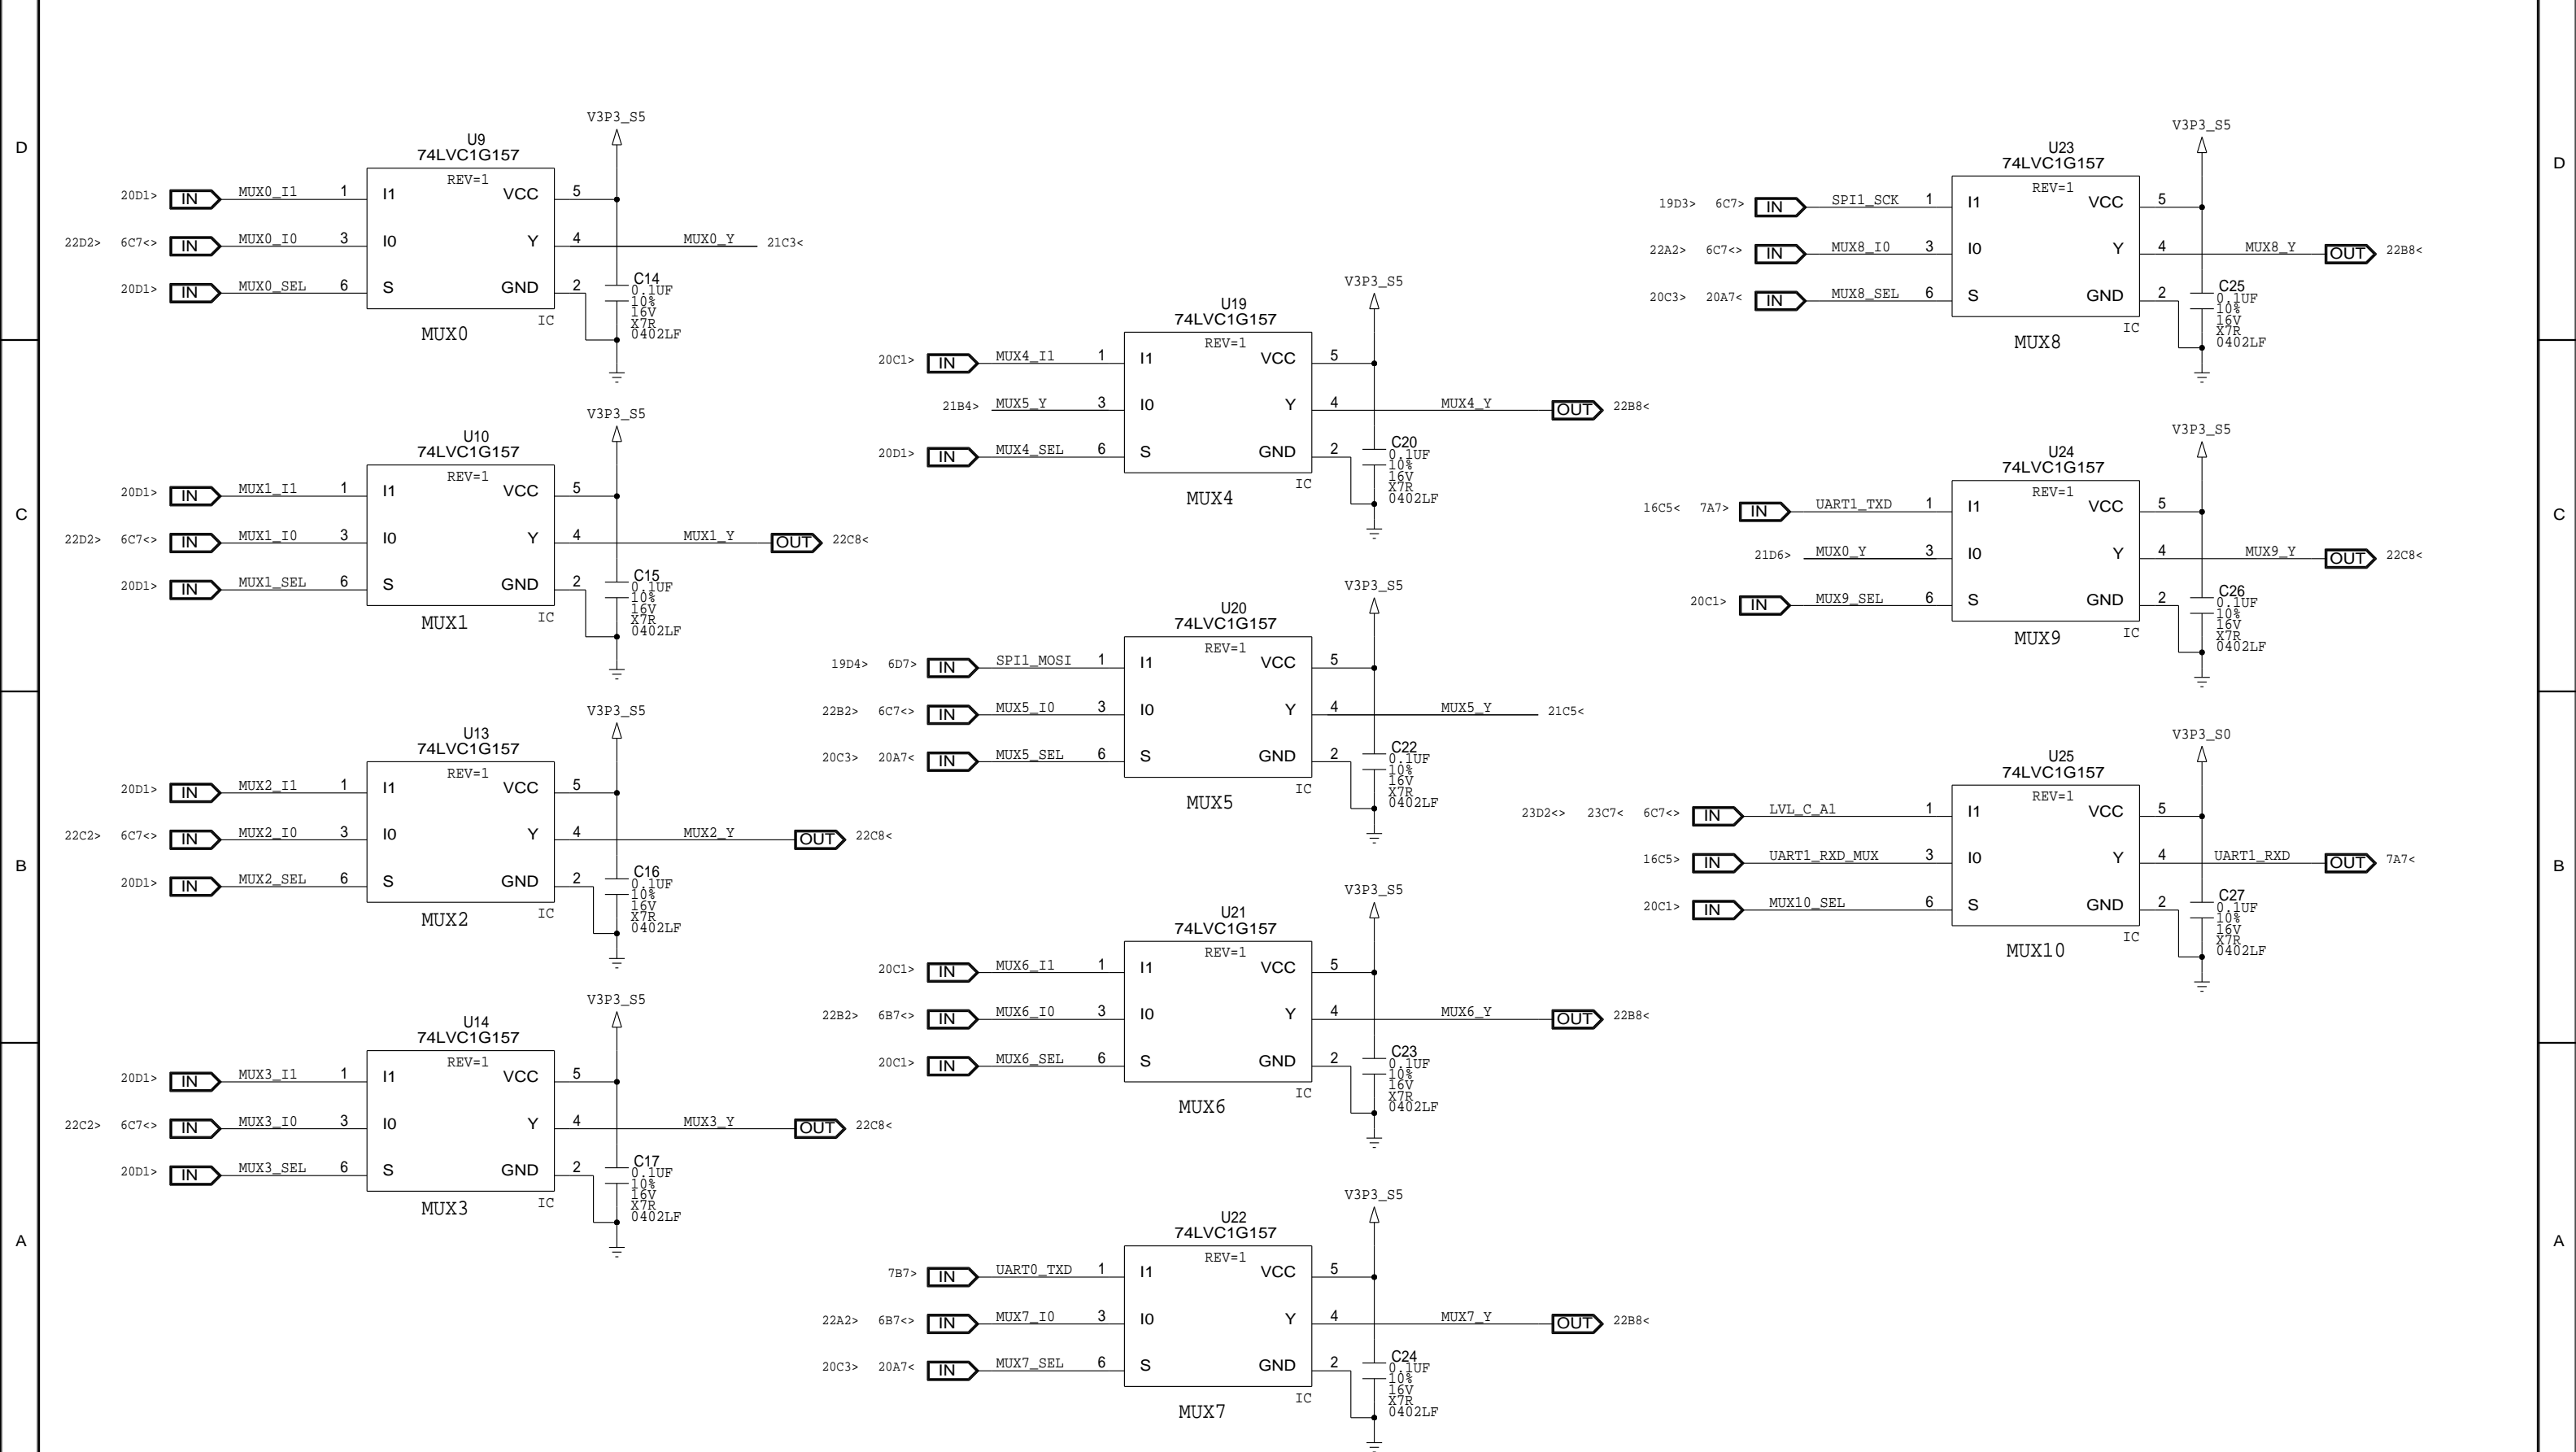 D
C
B
A
V3P3_S5
U9
74LVC1G157
REV=1
20D1> IN MUX0_I1 1 I1 VCC 5
22D2> 6C7<> IN MUX0_I0 3 I0 Y 4 MUX0_Y 21C3<
20D1> IN MUX0_SEL 6 S GND 2
C14
0.1UF
10%
16V
X7R
0402LF
IC
MUX0
V3P3_S5
U10
74LVC1G157
REV=1
20D1> IN MUX1_I1 1 I1 VCC 5
22D2> 6C7<> IN MUX1_I0 3 I0 Y 4 MUX1_Y OUT 22C8<
20D1> IN MUX1_SEL 6 S GND 2
C15
0.1UF
10%
16V
X7R
0402LF
IC
MUX1
V3P3_S5
U13
74LVC1G157
REV=1
20D1> IN MUX2_I1 1 I1 VCC 5
22C2> 6C7<> IN MUX2_I0 3 I0 Y 4 MUX2_Y OUT 22C8<
20D1> IN MUX2_SEL 6 S GND 2
C16
0.1UF
10%
16V
X7R
0402LF
IC
MUX2
V3P3_S5
U14
74LVC1G157
REV=1
20D1> IN MUX3_I1 1 I1 VCC 5
22C2> 6C7<> IN MUX3_I0 3 I0 Y 4 MUX3_Y OUT 22C8<
20D1> IN MUX3_SEL 6 S GND 2
C17
0.1UF
10%
16V
X7R
0402LF
IC
MUX3
V3P3_S5
U19
74LVC1G157
REV=1
20C1> IN MUX4_I1 1 I1 VCC 5
21B4> MUX5_Y 3 I0 Y 4 MUX4_Y OUT 22B8<
20D1> IN MUX4_SEL 6 S GND 2
C20
0.1UF
10%
16V
X7R
0402LF
IC
MUX4
V3P3_S5
U20
74LVC1G157
REV=1
19D4> 6D7> IN SPI1_MOSI 1 I1 VCC 5
22B2> 6C7<> IN MUX5_I0 3 I0 Y 4 MUX5_Y 21C5<
20C3> 20A7< IN MUX5_SEL 6 S GND 2
C22
0.1UF
10%
16V
X7R
0402LF
IC
MUX5
V3P3_S5
U21
74LVC1G157
REV=1
20C1> IN MUX6_I1 1 I1 VCC 5
22B2> 6B7<> IN MUX6_I0 3 I0 Y 4 MUX6_Y OUT 22B8<
20C1> IN MUX6_SEL 6 S GND 2
C23
0.1UF
10%
16V
X7R
0402LF
IC
MUX6
V3P3_S5
U22
74LVC1G157
REV=1
7B7> IN UART0_TXD 1 I1 VCC 5
22A2> 6B7<> IN MUX7_I0 3 I0 Y 4 MUX7_Y OUT 22B8<
20C3> 20A7< IN MUX7_SEL 6 S GND 2
C24
0.1UF
10%
16V
X7R
0402LF
IC
MUX7
V3P3_S5
U23
74LVC1G157
REV=1
19D3> 6C7> IN SPI1_SCK 1 I1 VCC 5
22A2> 6C7<> IN MUX8_I0 3 I0 Y 4 MUX8_Y OUT 22B8<
20C3> 20A7< IN MUX8_SEL 6 S GND 2
C25
0.1UF
10%
16V
X7R
0402LF
IC
MUX8
V3P3_S5
U24
74LVC1G157
REV=1
16C5< 7A7> IN UART1_TXD 1 I1 VCC 5
21D6> MUX0_Y 3 I0 Y 4 MUX9_Y OUT 22C8<
20C1> IN MUX9_SEL 6 S GND 2
C26
0.1UF
10%
16V
X7R
0402LF
IC
MUX9
V3P3_S0
U25
74LVC1G157
REV=1
23D2<> 23C7< 6C7<> IN LVL_C_A1 1 I1 VCC 5
16C5> IN UART1_RXD_MUX 3 I0 Y 4 UART1_RXD OUT 7A7<
20C1> IN MUX10_SEL 6 S GND 2
C27
0.1UF
10%
16V
X7R
0402LF
IC
MUX10
D
C
B
A